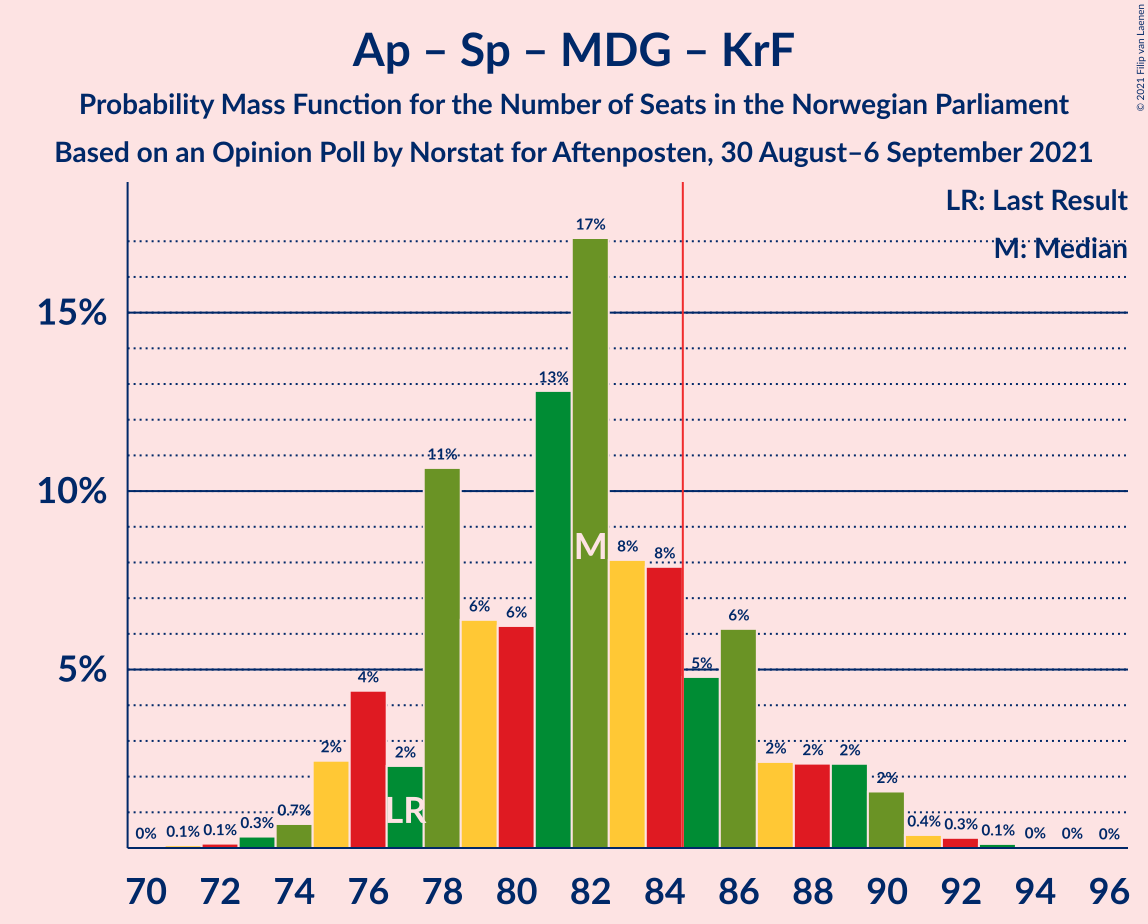 © 2021 Filip van Laenen
Ap – Sp – MDG – KrF
Probability Mass Function for the Number of Seats in the Norwegian Parliament
Based on an Opinion Poll by Norstat for Aftenposten, 30 August–6 September 2021
LR: Last Result
M: Median
15%
10%
5%
0% 0.1% 0.1% 0.3% 0.7% 2% 4% 2% 11% 6% 6% 13% 17% 8% 8% 5% 6% 2% 2% 2% 2% 0.4% 0.3% 0.1% 0% 0% 0%
M
LR
70 72 74 76 78 80 82 84 86 88 90 92 94 96